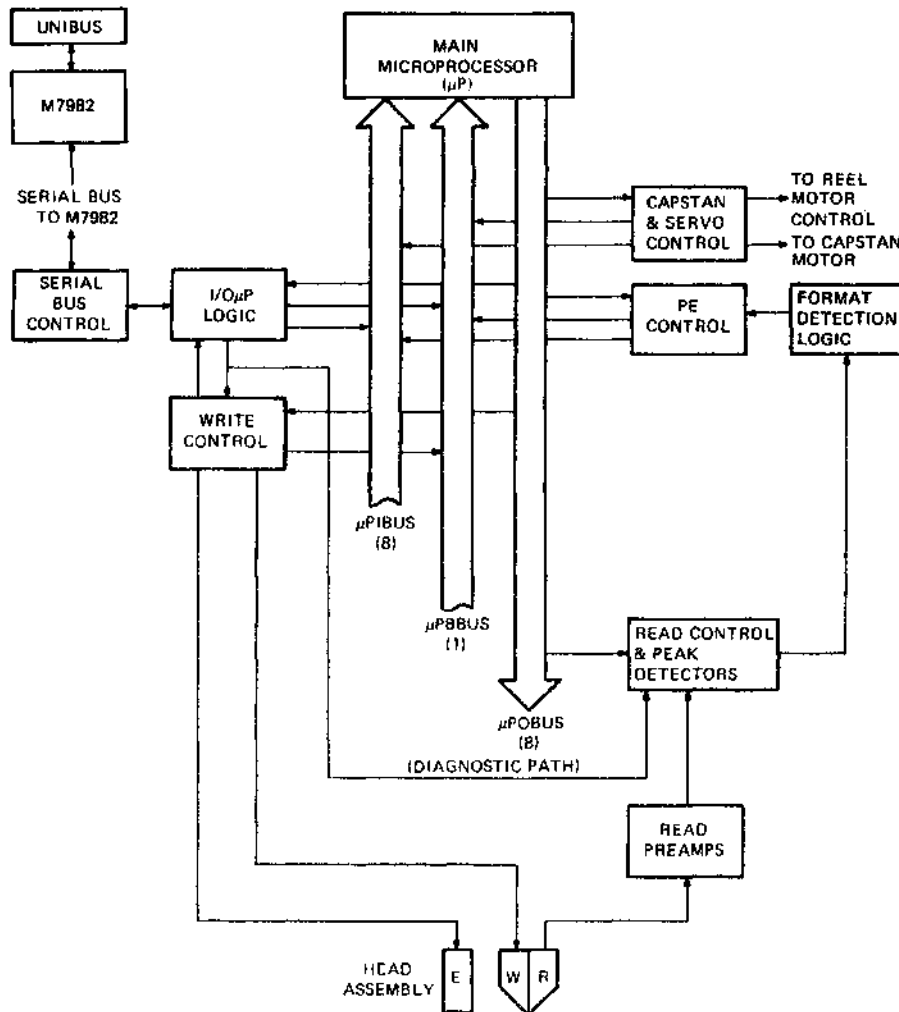 UNIBUS
M7982
SERIAL BUS
TO M7982
SERIAL
BUS
CONTROL
MAIN
MICROPROCESSOR
(μP)
I/OμP
LOGIC
WRITE
CONTROL
CAPSTAN
& SERVO
CONTROL
TO REEL
MOTOR
CONTROL
TO CAPSTAN
MOTOR
PE
CONTROL
FORMAT
DETECTION
LOGIC
μPIBUS
(8)
μPBBUS
(1)
μPOBUS
(8)
READ CONTROL
& PEAK
DETECTORS
(DIAGNOSTIC PATH)
READ
PREAMPS
HEAD
ASSEMBLY
E
W
R